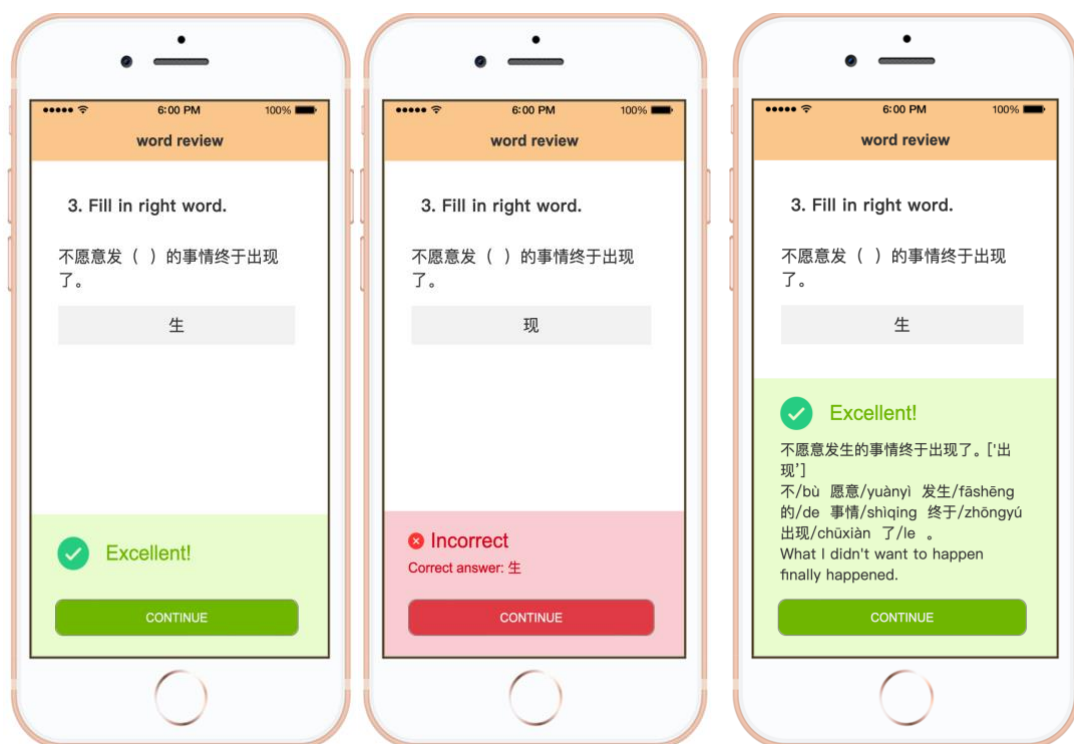 6:00 PM 100%
word review
3. Fill in right word.
不愿意发（ ）的事情终于出现
了。
生
Excellent!
CONTINUE
6:00 PM 100%
word review
3. Fill in right word.
不愿意发（ ）的事情终于出现
了。
现
Incorrect
Correct answer: 生
CONTINUE
6:00 PM 100%
word review
3. Fill in right word.
不愿意发（ ）的事情终于出现
了。
生
Excellent!
不愿意发生的事情终于出现了。['出
现']
不/bù 愿意/yuànyì 发生/fāshēng
的/de 事情/shìqing 终于/zhōngyú
出现/chūxiàn 了/le 。
What I didn't want to happen
finally happened.
CONTINUE